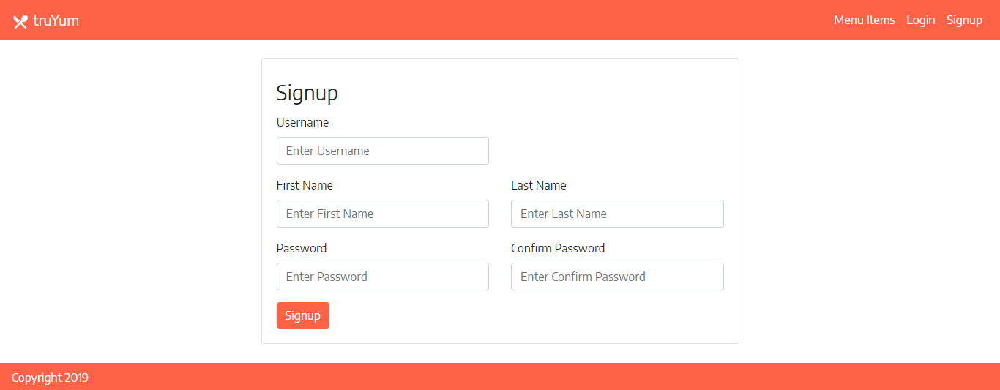 truYum Menu Items Login Signup
Signup
Username
Enter Username
First Name Last Name
Enter First Name Enter Last Name
Password Confirm Password
Enter Password Enter Confirm Password
Signup
Copyright 2019